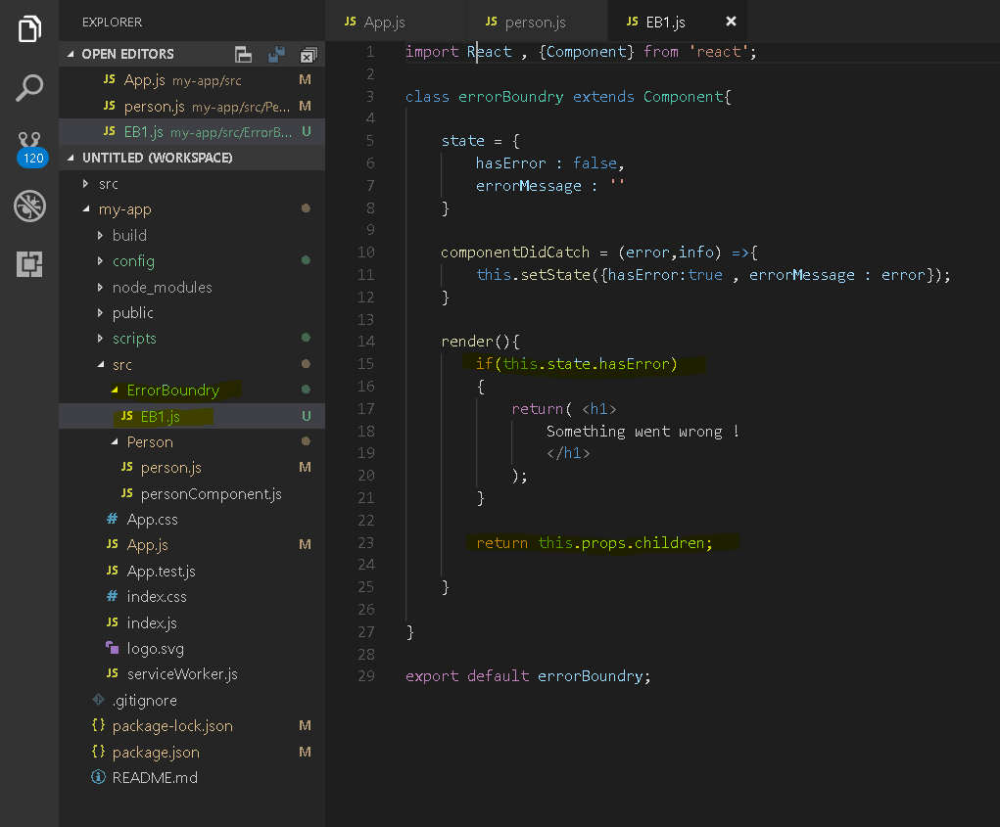 EXPLORER
OPEN EDITORS
JS App.js my-app/src M
JS person.js my-app/src/Pe... M
JS EB1.js my-app/src/ErrorB... U
120
UNTITLED (WORKSPACE)
src
my-app
build
config
node_modules
public
scripts
src
ErrorBoundry
JS EB1.js U
Person
JS person.js M
JS personComponent.js
# App.css
JS App.js M
JS App.test.js
# index.css
JS index.js
logo.svg
JS serviceWorker.js
.gitignore
{} package-lock.json M
{} package.json M
README.md
JS App.js JS person.js JS EB1.js ×
1 import React , {Component} from 'react';
2
3 class errorBoundry extends Component{
4
5 state = {
6 hasError : false,
7 errorMessage : ''
8 }
9
10 componentDidCatch = (error,info) =>{
11 this.setState({hasError:true , errorMessage : error});
12 }
13
14 render(){
15 if(this.state.hasError)
16 {
17 return( <h1>
18 Something went wrong !
19 </h1>
20 );
21 }
22
23 return this.props.children;
24
25 }
26
27 }
28
29 export default errorBoundry;